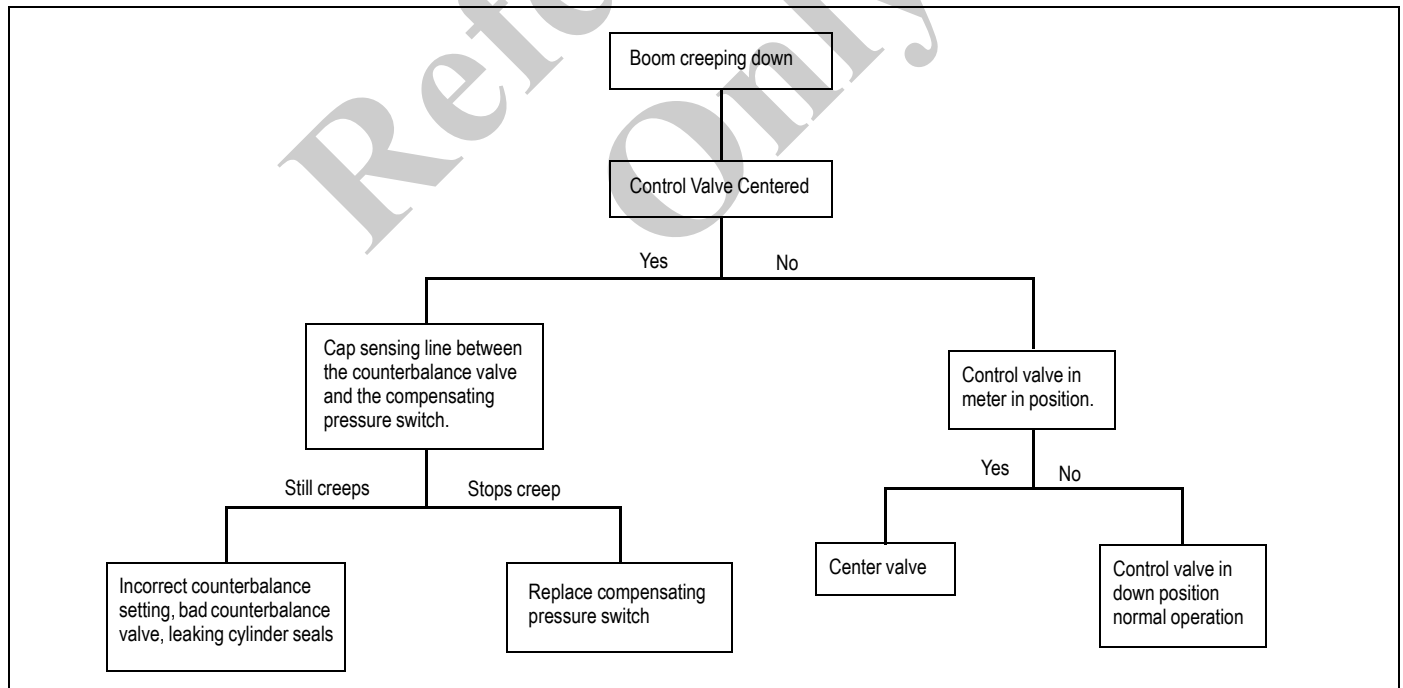 Boom creeping down
Control Valve Centered
Yes
No
Cap sensing line between
the counterbalance valve
and the compensating
pressure switch.
Control valve in
meter in position.
Still creeps
Stops creep
Yes
No
Incorrect counterbalance
setting, bad counterbalance
valve, leaking cylinder seals
Replace compensating
pressure switch
Center valve
Control valve in
down position
normal operation
Only